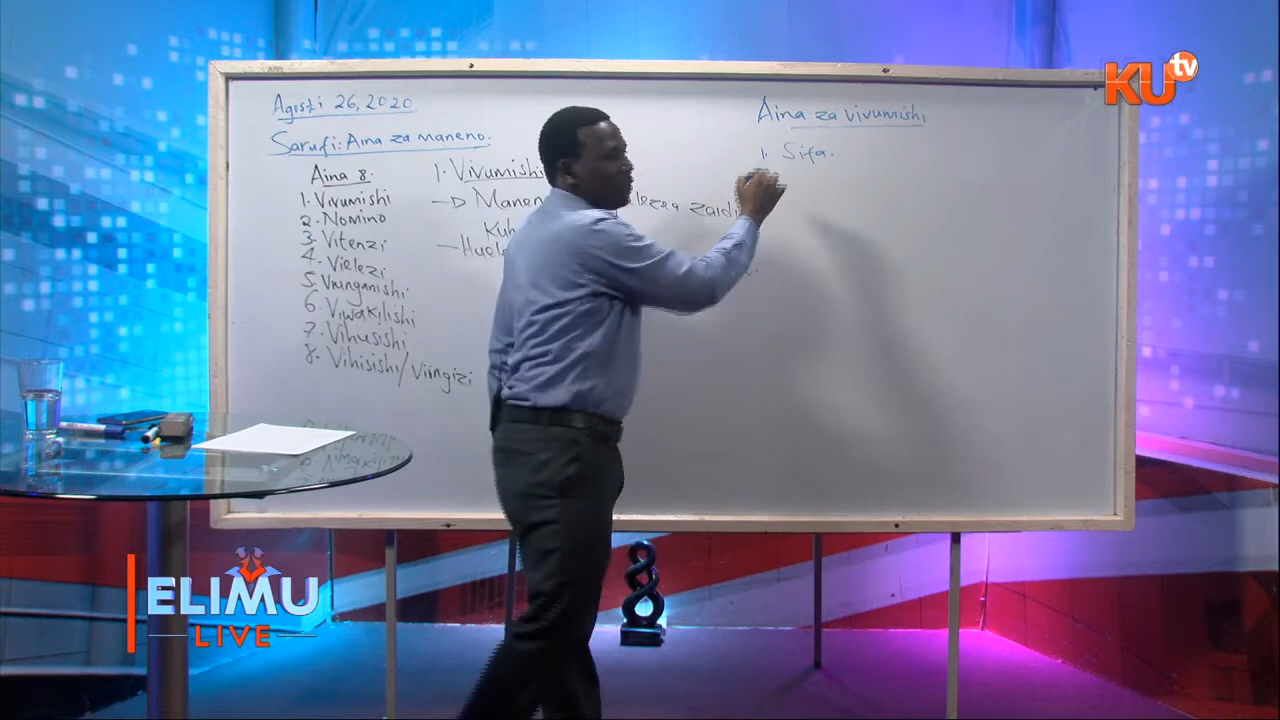 KU tv
Agosti 26, 2020
Sarufi: Aina za maneno.
Aina 8.
1. Vivumishi
2. Nomino
3. Vitenzi
4. Vielezi
5. Viunganishi
6. Viwakilishi
7. Vihusishi
8. Vihisishi/Viingizi
1. Vivumishi
Manen
zaidi
Kuh
- Huele
Aina za vivumishi
1. Sifa.
ELIMU
LIVE